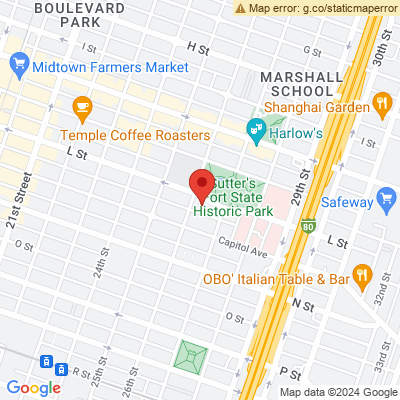 Map error: g.co/staticmaperror
BOULEVARD
PARK
I St
H St
G St
30th St
Midtown Farmers Market
MARSHALL
SCHOOL
Shanghai Garden
Temple Coffee Roasters
Harlow's
I St
L St
21st Street
Sutter's
Fort State
Historic Park
29th St
Safeway
80
L St
O St
24th St
Capitol Ave
OBO' Italian Table & Bar
32nd St
N St
O St
25th St
R St
26th St
P St
33rd St
Google
Map data ©2024 Google